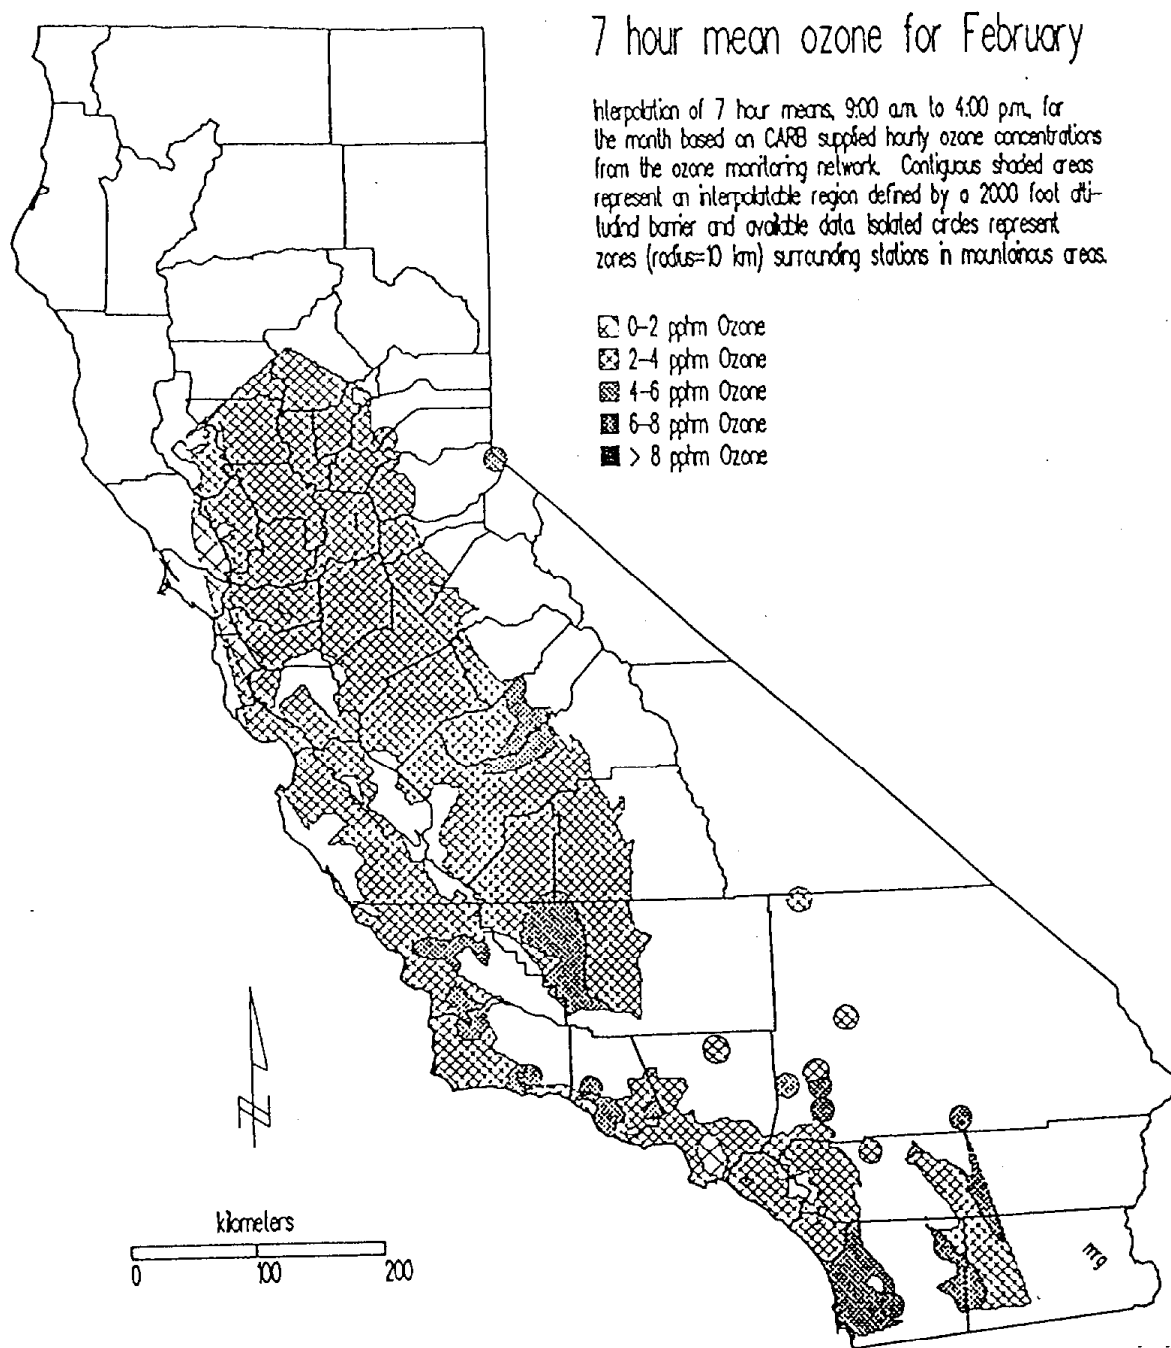 7 hour mean ozone for February
Interpolation of 7 hour means, 9:00 a.m. to 4:00 p.m., for
the month based on CARB supplied hourly ozone concentrations
from the ozone monitoring network. Contiguous shaded areas
represent an interpolatable region defined by a 2000 foot alti-
tudinal barrier and available data. Isolated circles represent
zones (radius=10 km) surrounding stations in mountainous areas.
0-2 pphm Ozone
2-4 pphm Ozone
4-6 pphm Ozone
6-8 pphm Ozone
> 8 pphm Ozone
N
kilometers
0 100 200
mrg